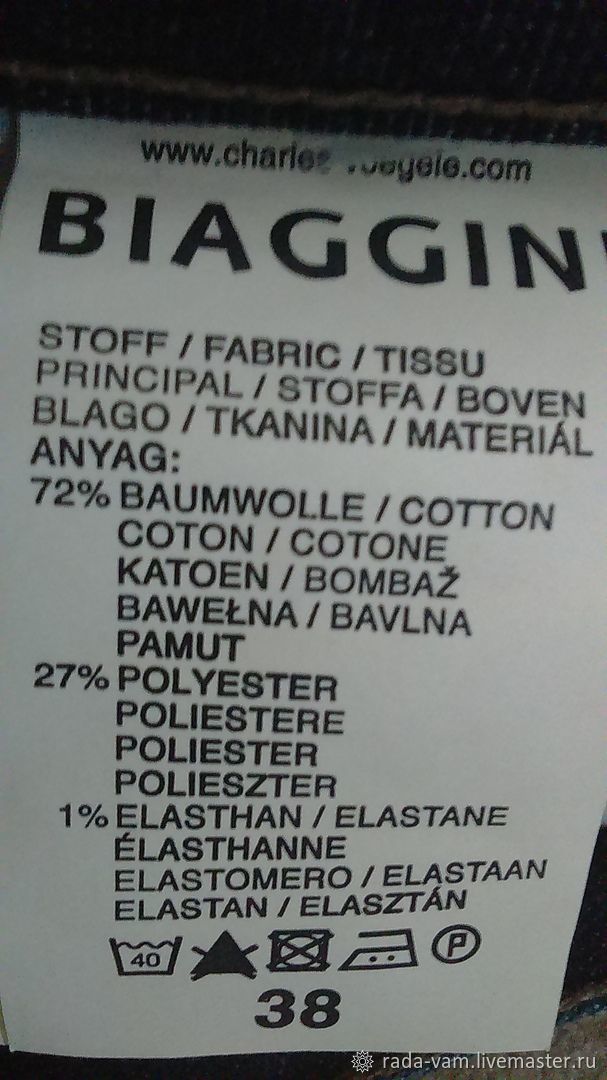 BIAGGIN
STOFF / FABRIC / TISSU
PRINCIPAL / STOFFA / BOVEN
BLAGO / TKANINA / MATERIÁL
ANYAG:
72% BAUMWOLLE / COTTON
COTON / COTONE
KATOEN / BOMBAŽ
BAWEŁNA / BAVLNA
PAMUT
27% POLYESTER
POLIESTERE
POLIESTER
POLIESZTER
1% ELASTHAN / ELASTANE
ÉLASTHANNE
ELASTOMERO / ELASTAAN
ELASTAN / ELASZTÁN
40 P
38
rada-vam.livemaster.ru